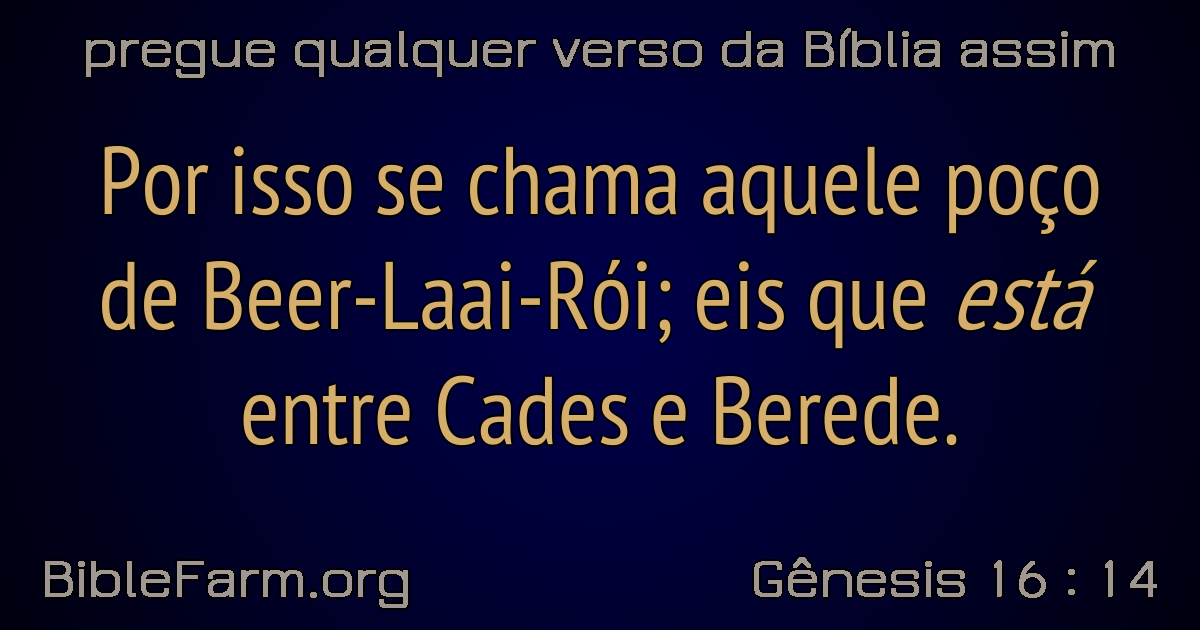 pregue qualquer verso da Bíblia assim
Por isso se chama aquele poço
de Beer-Laai-Rói; eis que está
entre Cades e Berede.
BibleFarm.org
Gênesis 16 : 14